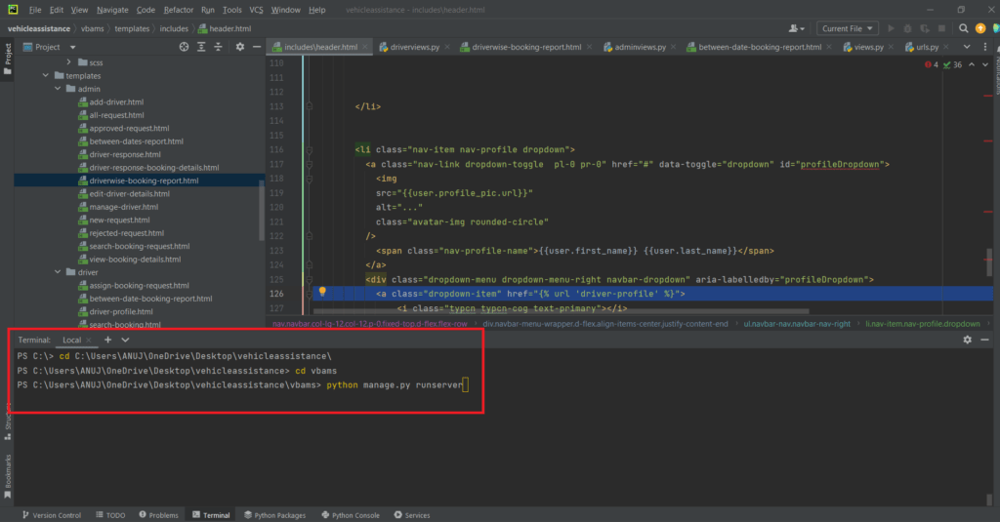 File Edit View Navigate Code Refactor Run Tools VCS Window Help vehicleassistance - includes\header.html
vehicleassistance vbams templates includes header.html
Current File
Project
Project
includes\header.html driverviews.py driverwise-booking-report.html adminviews.py between-date-booking-report.html views.py urls.py
4 36
scss
templates
admin
add-driver.html
all-request.html
approved-request.html
between-dates-report.html
driver-response.html
driver-response-booking-details.html
driverwise-booking-report.html
edit-driver-details.html
manage-driver.html
new-request.html
rejected-request.html
search-booking-request.html
view-booking-details.html
driver
assign-booking-request.html
between-date-booking-report.html
driver-profile.html
search-booking.html
110
111
112
113 </li>
114
115
116 <li class="nav-item nav-profile dropdown">
117 <a class="nav-link dropdown-toggle  pl-0 pr-0" href="#" data-toggle="dropdown" id="profileDropdown">
118 <img
119 src="{{user.profile_pic.url}}"
120 alt="..."
121 class="avatar-img rounded-circle"
122 />
123 <span class="nav-profile-name">{{user.first_name}} {{user.last_name}}</span>
124 </a>
125 <div class="dropdown-menu dropdown-menu-right navbar-dropdown" aria-labelledby="profileDropdown">
126 <a class="dropdown-item" href="{% url 'driver-profile' %}">
127 <i class="typcn typcn-cog text-primary"></i>
nav.navbar.col-lg-12.col-12.p-0.fixed-top.d-flex.flex-row div.navbar-menu-wrapper.d-flex.align-items-center.justify-content-end ul.navbar-nav.navbar-nav-right li.nav-item.nav-profile.dropdown
Terminal: Local
PS C:\> cd C:\Users\ANUJ\OneDrive\Desktop\vehicleassistance\
PS C:\Users\ANUJ\OneDrive\Desktop\vehicleassistance> cd vbams
PS C:\Users\ANUJ\OneDrive\Desktop\vehicleassistance\vbams> python manage.py runserver
Structure
Bookmarks
Notifications
Version Control TODO Problems Terminal Python Packages Python Console Services